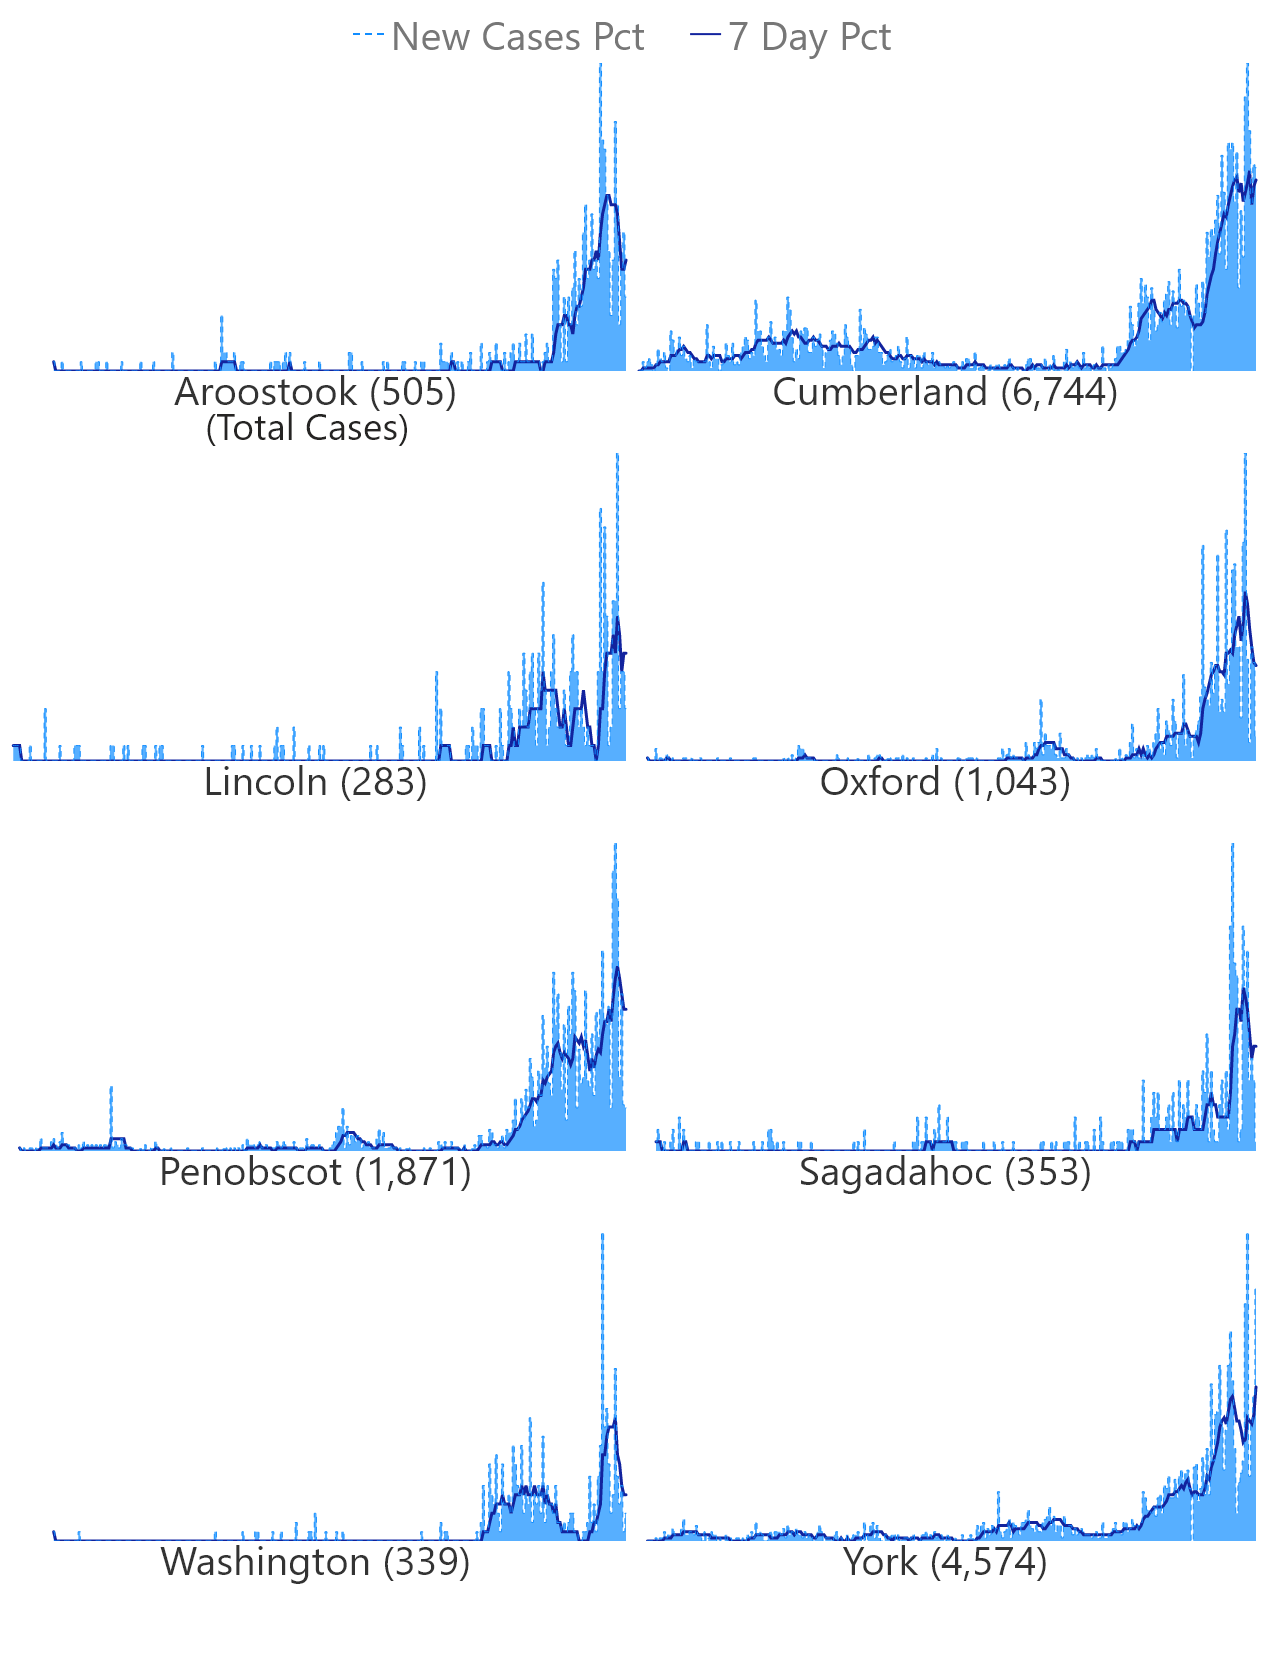 New Cases Pct 7 Day Pct
Aroostook (505) Cumberland (6,744)
(Total Cases)
Lincoln (283) Oxford (1,043)
Penobscot (1,871) Sagadahoc (353)
Washington (339) York (4,574)